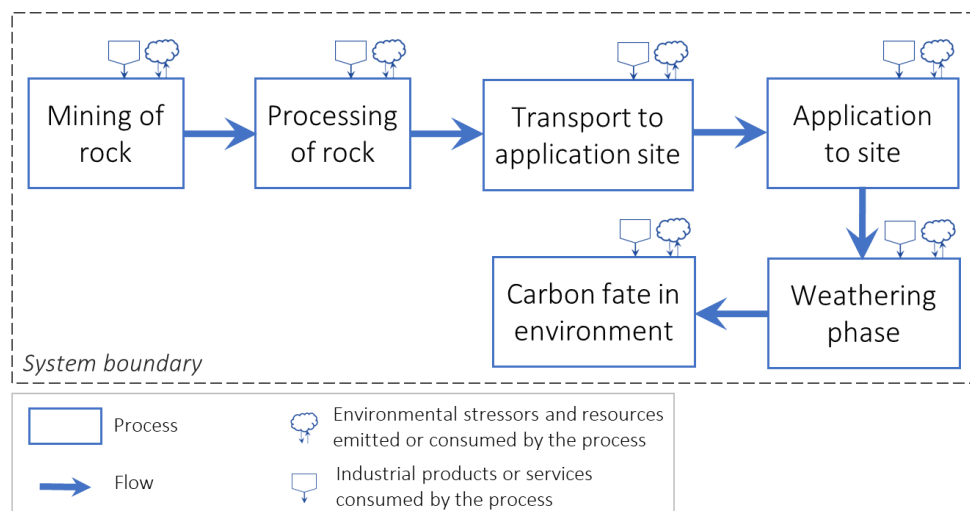 Mining of
rock
Processing
of rock
Transport to
application site
Application
to site
Carbon fate in
environment
Weathering
phase
System boundary
Process
Environmental stressors and resources
emitted or consumed by the process
Flow
Industrial products or services
consumed by the process